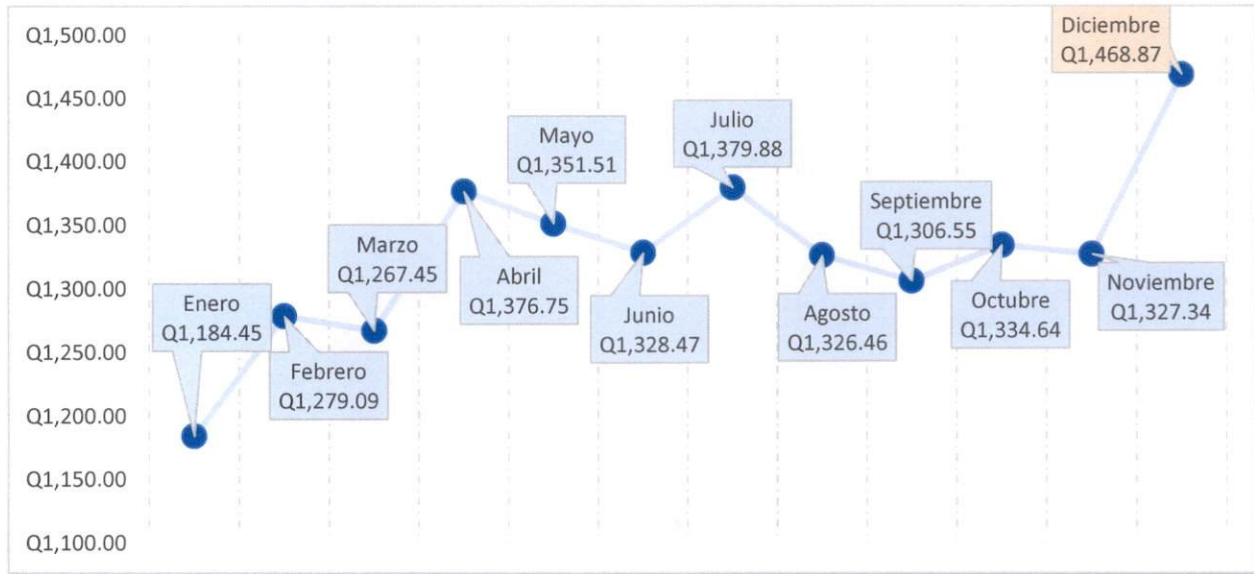 Q1,500.00
Q1,450.00
Q1,400.00
Q1,350.00
Q1,300.00
Q1,250.00
Q1,200.00
Q1,150.00
Q1,100.00
Enero
Q1,184.45
Febrero
Q1,279.09
Marzo
Q1,267.45
Abril
Q1,376.75
Mayo
Q1,351.51
Junio
Q1,328.47
Julio
Q1,379.88
Agosto
Q1,326.46
Septiembre
Q1,306.55
Octubre
Q1,334.64
Noviembre
Q1,327.34
Diciembre
Q1,468.87